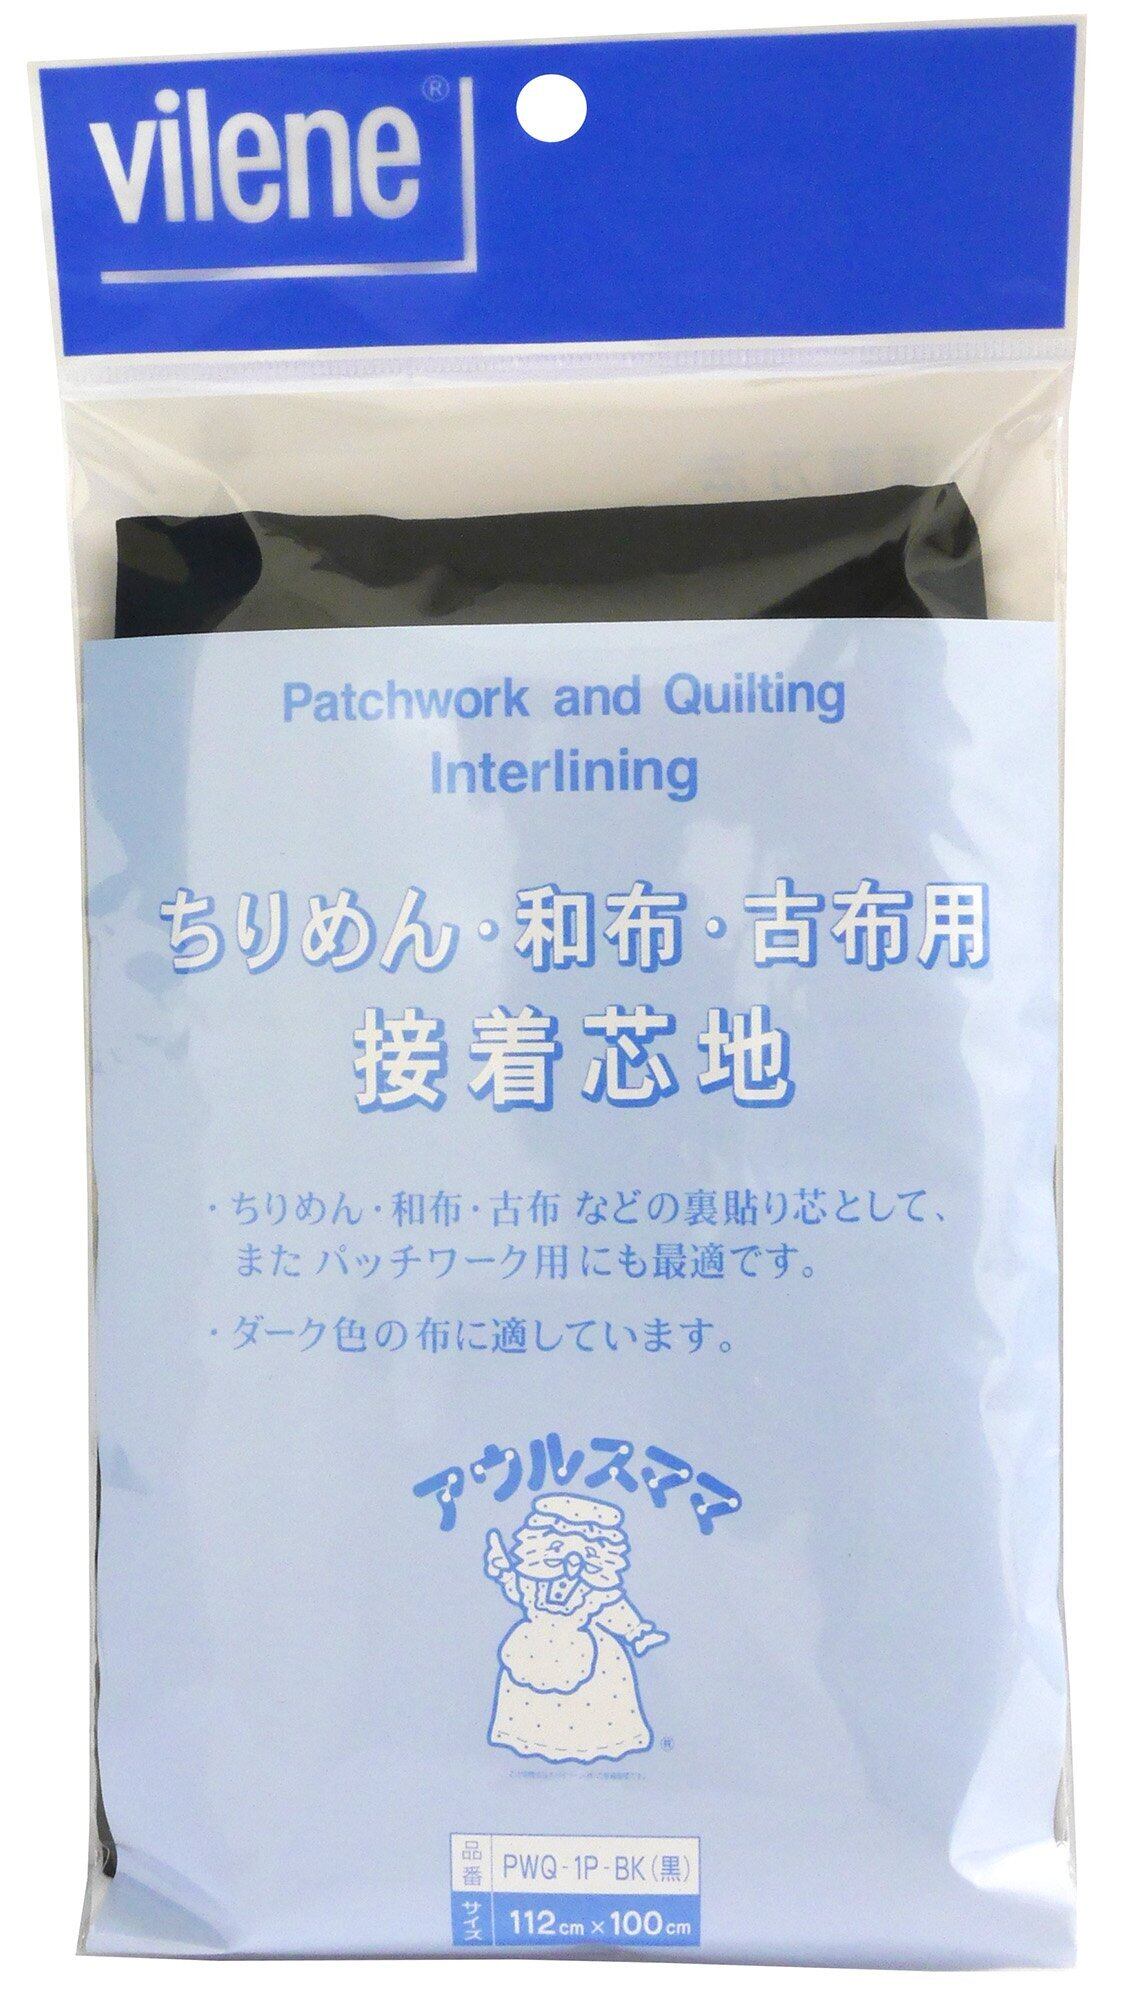 vilene®
Patchwork and Quilting
Interlining
ちりめん・和布・古布用
接着芯地
・ちりめん・和布・古布 などの裏貼り芯として、
また パッチワーク用 にも最適です。
・ダーク色の布に適しています。
アウルスママ
品番 PWQ-1P-BK(黒)
サイズ 112cm×100cm